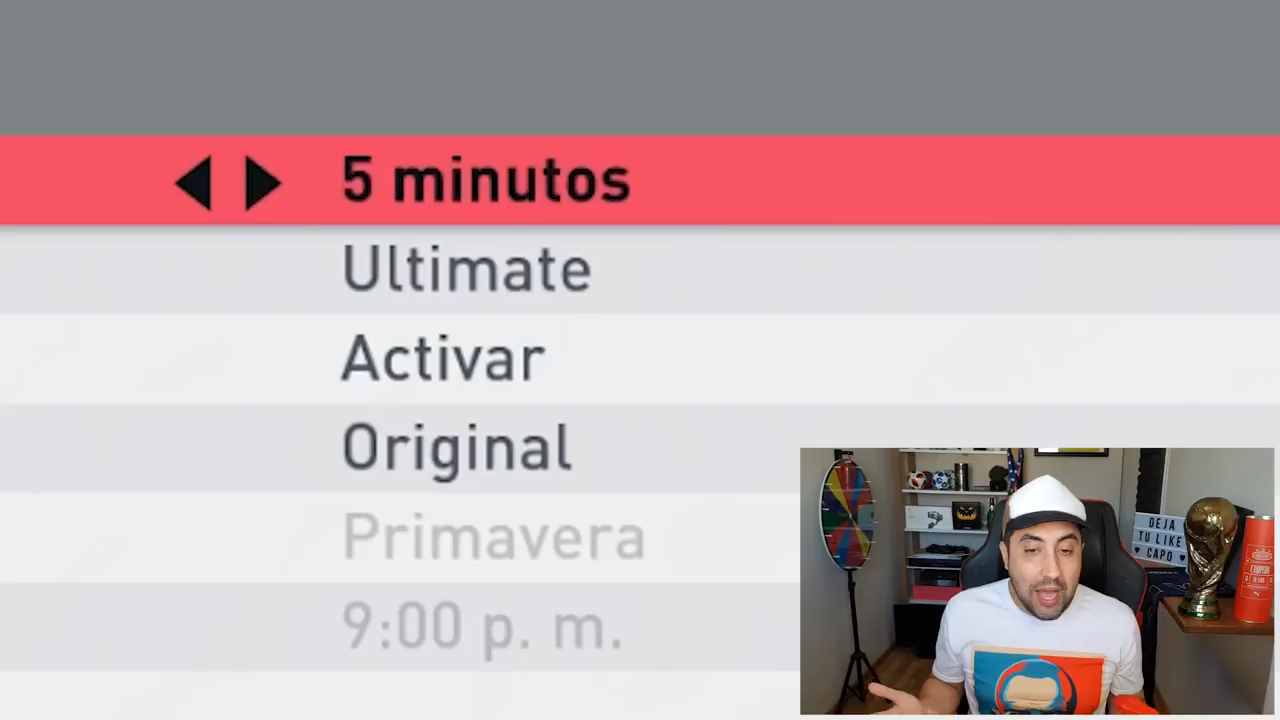 5 minutos
Ultimate
Activar
Original
Primavera
9:00 p. m.
DEJA
TU LIKE
♥ CAPO ♥